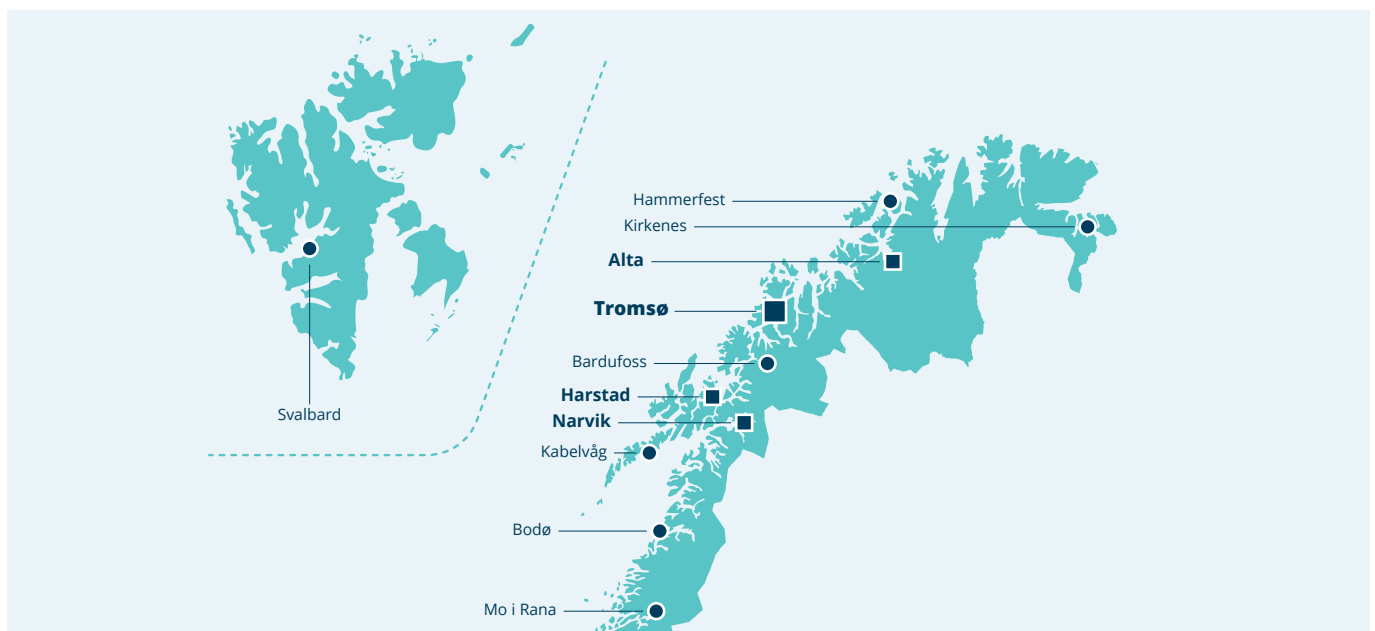 Hammerfest
Kirkenes
Alta
Tromsø
Bardufoss
Harstad
Narvik
Svalbard
Kabelvåg
Bodø
Mo i Rana